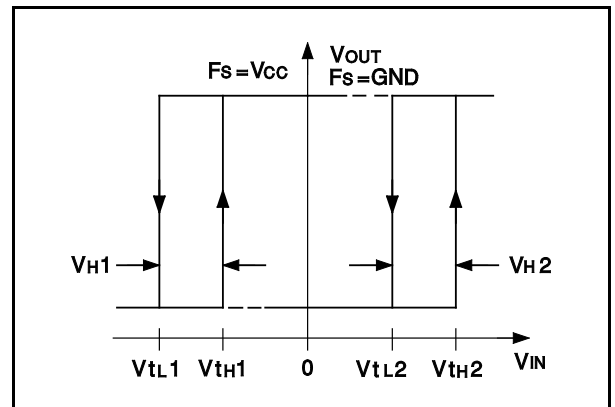 VOUT
Fs=VCC Fs=GND
VH1 VH2
VtL1 VtH1 0 VtL2 VtH2 VIN